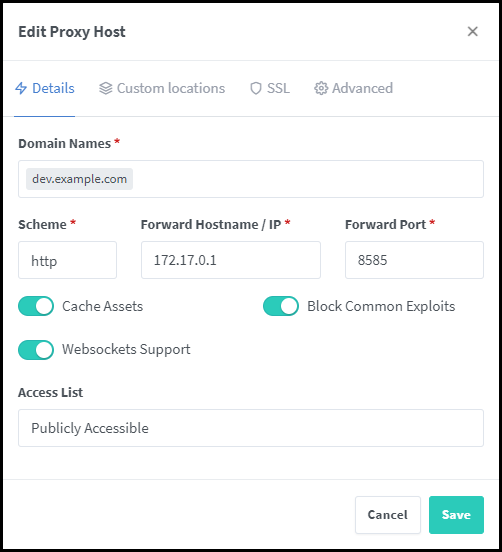 Edit Proxy Host
Details Custom locations SSL Advanced
Domain Names *
dev.example.com
Scheme * Forward Hostname / IP * Forward Port *
http 172.17.0.1 8585
Cache Assets Block Common Exploits
Websockets Support
Access List
Publicly Accessible
Cancel Save